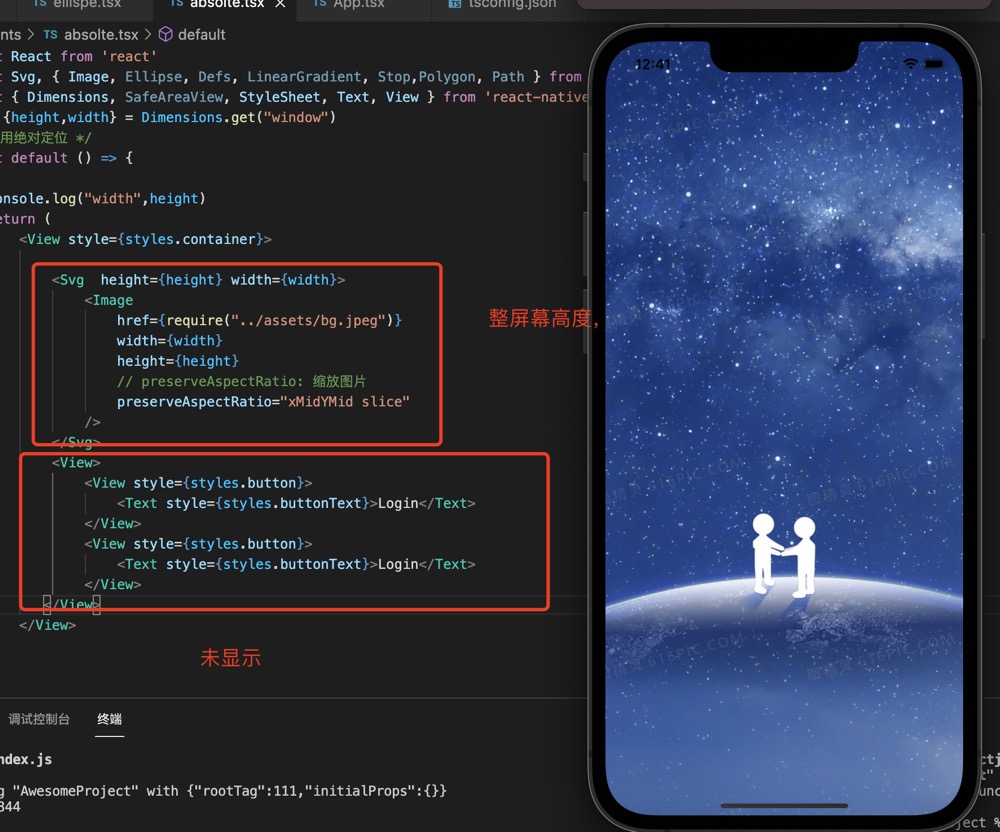 TS ellispe.tsx
TS absolte.tsx
TS App.tsx
tsconfig.json
nts > TS absolte.tsx > default
React from 'react'
Svg, { Image, Ellipse, Defs, LinearGradient, Stop,Polygon, Path } from
{ Dimensions, SafeAreaView, StyleSheet, Text, View } from 'react-native
{height,width} = Dimensions.get("window")
用绝对定位 */
default () => {
onsole.log("width",height)
eturn (
<View style={styles.container}>
<Svg height={height} width={width}>
<Image
href={require("../assets/bg.jpeg")}
width={width}
height={height}
// preserveAspectRatio: 缩放图片
preserveAspectRatio="xMidYMid slice"
/>
</Svg>
<View>
<View style={styles.button}>
<Text style={styles.buttonText}>Login</Text>
</View>
<View style={styles.button}>
<Text style={styles.buttonText}>Login</Text>
</View>
</View>
</View>
整屏幕高度,
未显示
12:41
调试控制台 终端
ndex.js
g "AwesomeProject" with {"rootTag":111,"initialProps":{}}
844
ject %